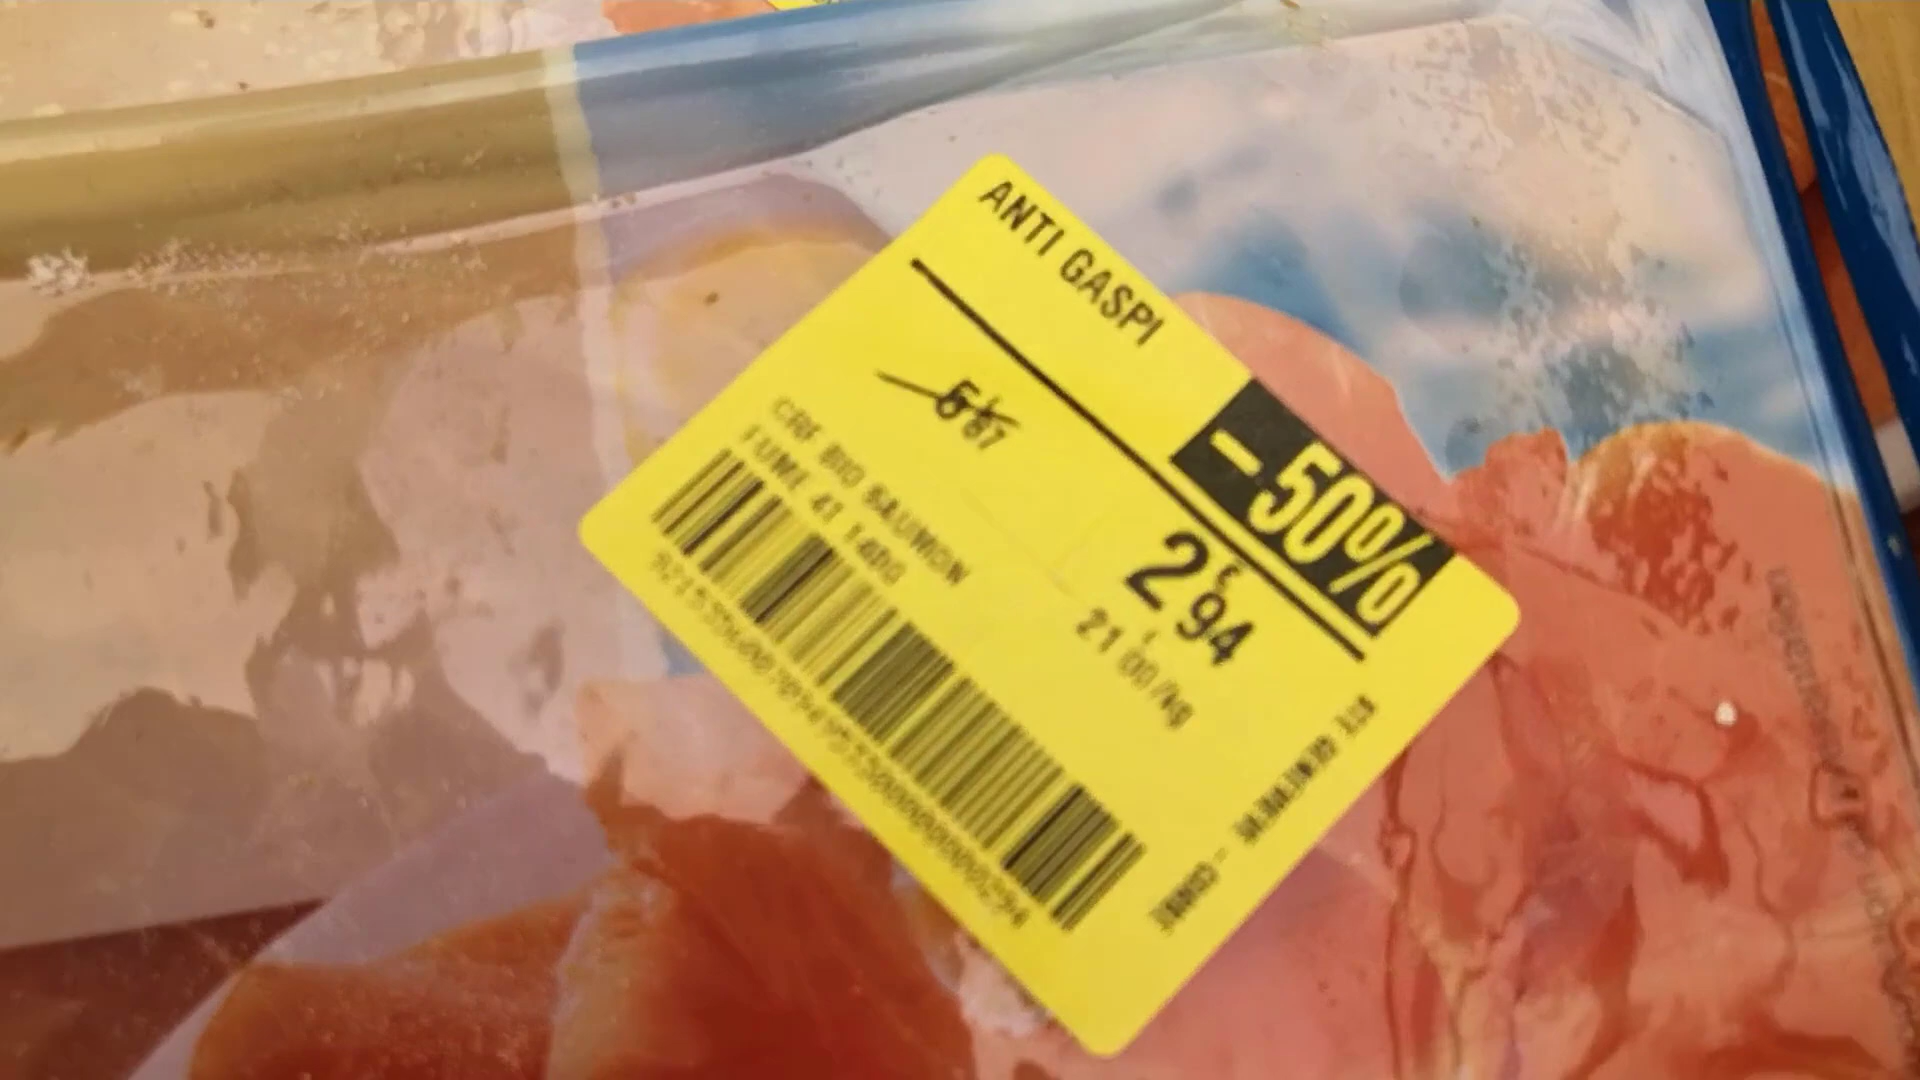 ANTI GASPI
-50%
5€87
2€94
21€00/kg
CRF BIO SAUMON
FUME 4T 140G